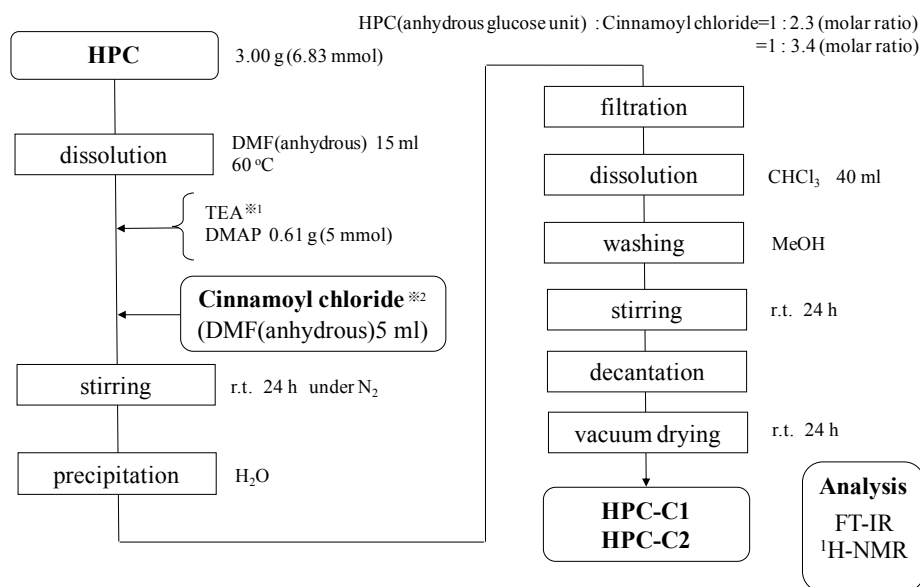 HPC(anhydrous glucose unit) : Cinnamoyl chloride=1 : 2.3 (molar ratio)
=1 : 3.4 (molar ratio)
HPC
3.00 g (6.83 mmol)
dissolution
DMF(anhydrous) 15 ml
60 °C
TEA※1
DMAP 0.61 g (5 mmol)
Cinnamoyl chloride ※2
(DMF(anhydrous)5 ml)
stirring
r.t. 24 h under N2
precipitation
H2O
filtration
dissolution
CHCl3 40 ml
washing
MeOH
stirring
r.t. 24 h
decantation
vacuum drying
r.t. 24 h
HPC-C1
HPC-C2
Analysis
FT-IR
1H-NMR